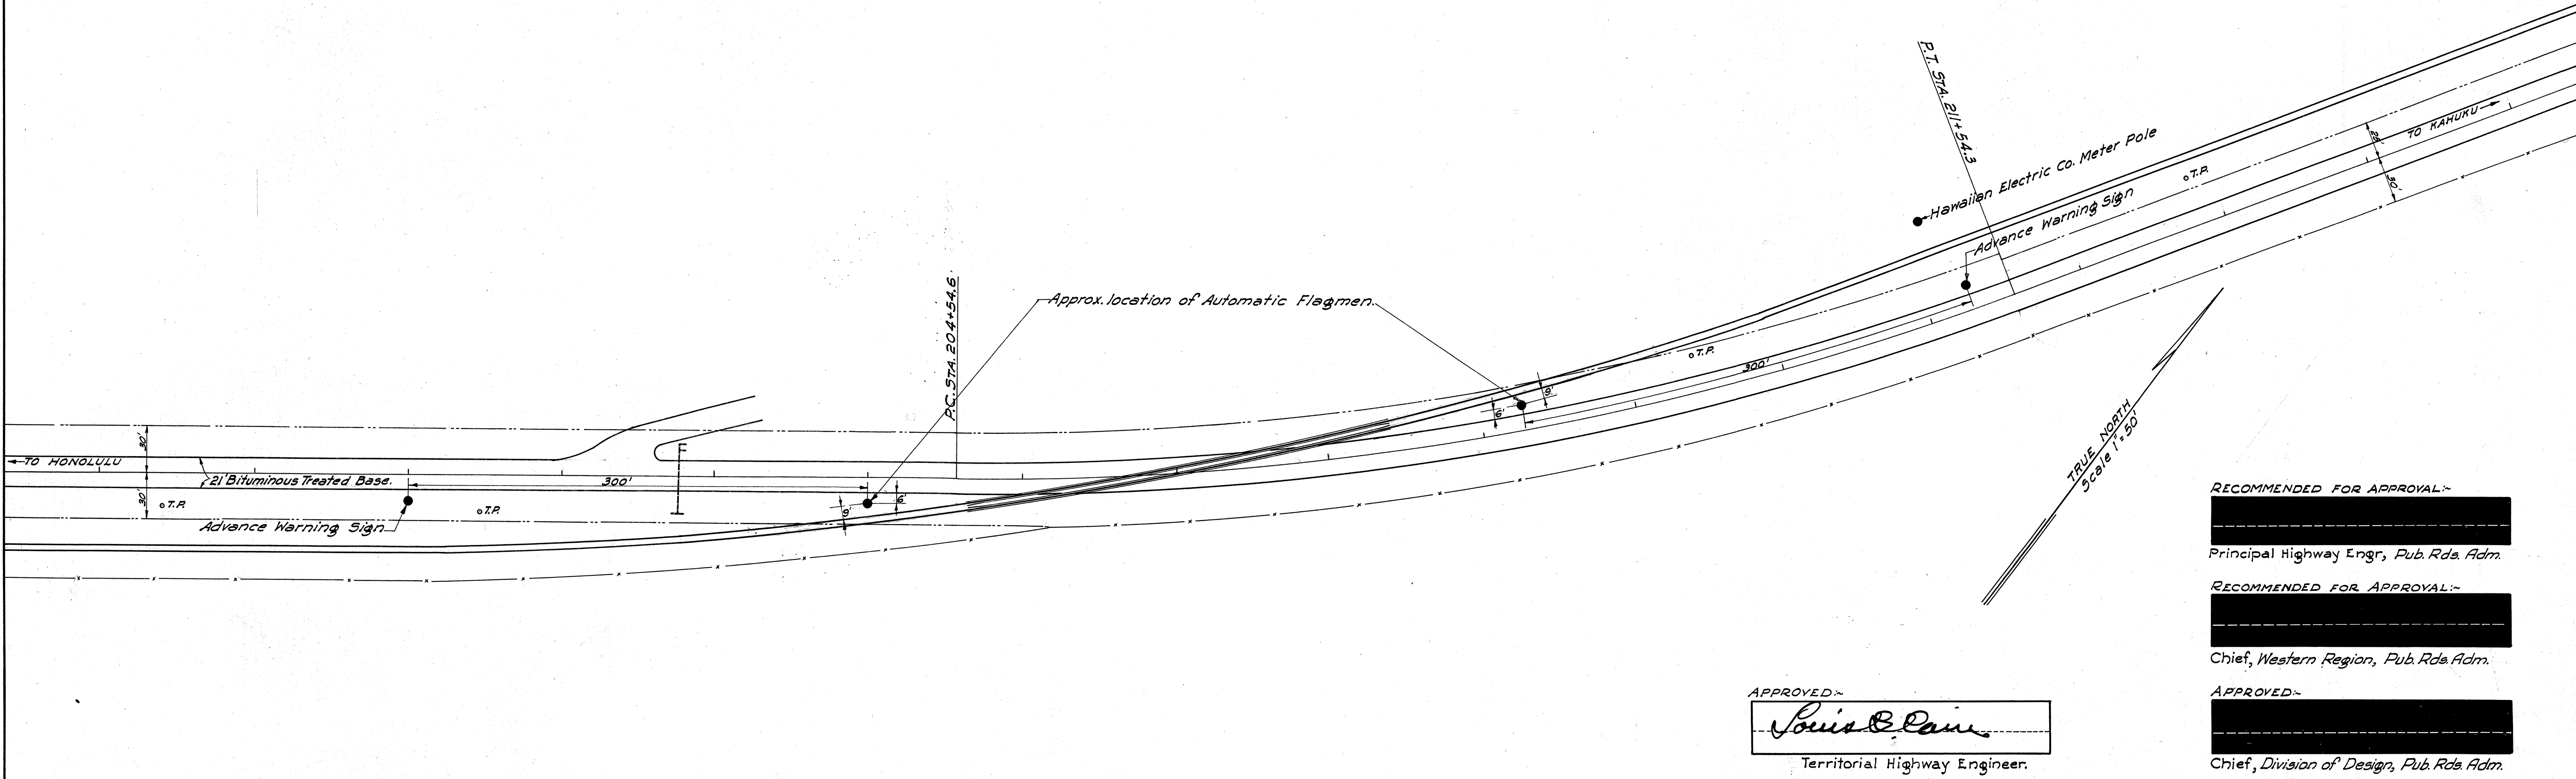 P.T. STA. 211+54.3
TO KAHUKU
26'
30'
Hawaiian Electric Co. Meter Pole
T.P.
Advance Warning Sign
P.C. STA. 204+54.6
Approx. location of Automatic Flagmen.
T.P.
300'
9'
6'
30'
TO HONOLULU
21' Bituminous Treated Base.
300'
30'
T.P.
T.P.
6'
9'
Advance Warning Sign
TRUE NORTH
Scale 1"=50'
RECOMMENDED FOR APPROVAL:~
Principal Highway Engr, Pub. Rds. Adm.
RECOMMENDED FOR APPROVAL:~
Chief, Western Region, Pub. Rds. Adm.
APPROVED:~
Louis S. Cain
Territorial Highway Engineer.
APPROVED:~
Chief, Division of Design, Pub. Rds. Adm.